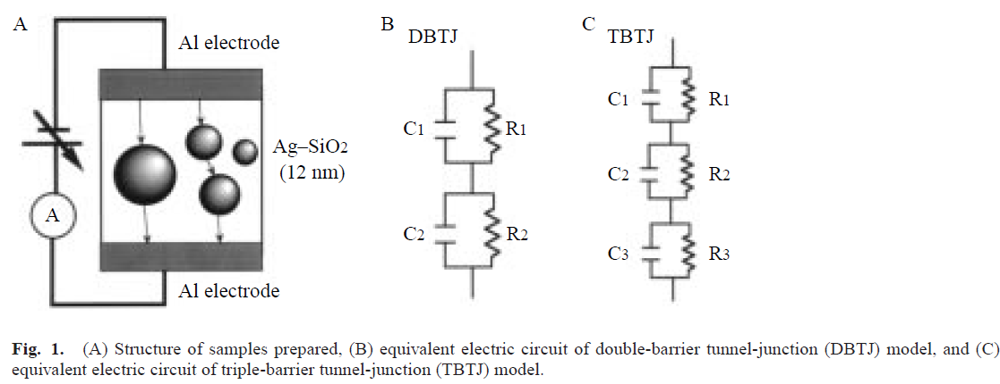 A
Al electrode
Ag–SiO2
(12 nm)
A
Al electrode
B
DBTJ
C1
R1
C2
R2
C
TBTJ
C1
R1
C2
R2
C3
R3
Fig. 1. (A) Structure of samples prepared, (B) equivalent electric circuit of double-barrier tunnel-junction (DBTJ) model, and (C)
equivalent electric circuit of triple-barrier tunnel-junction (TBTJ) model.